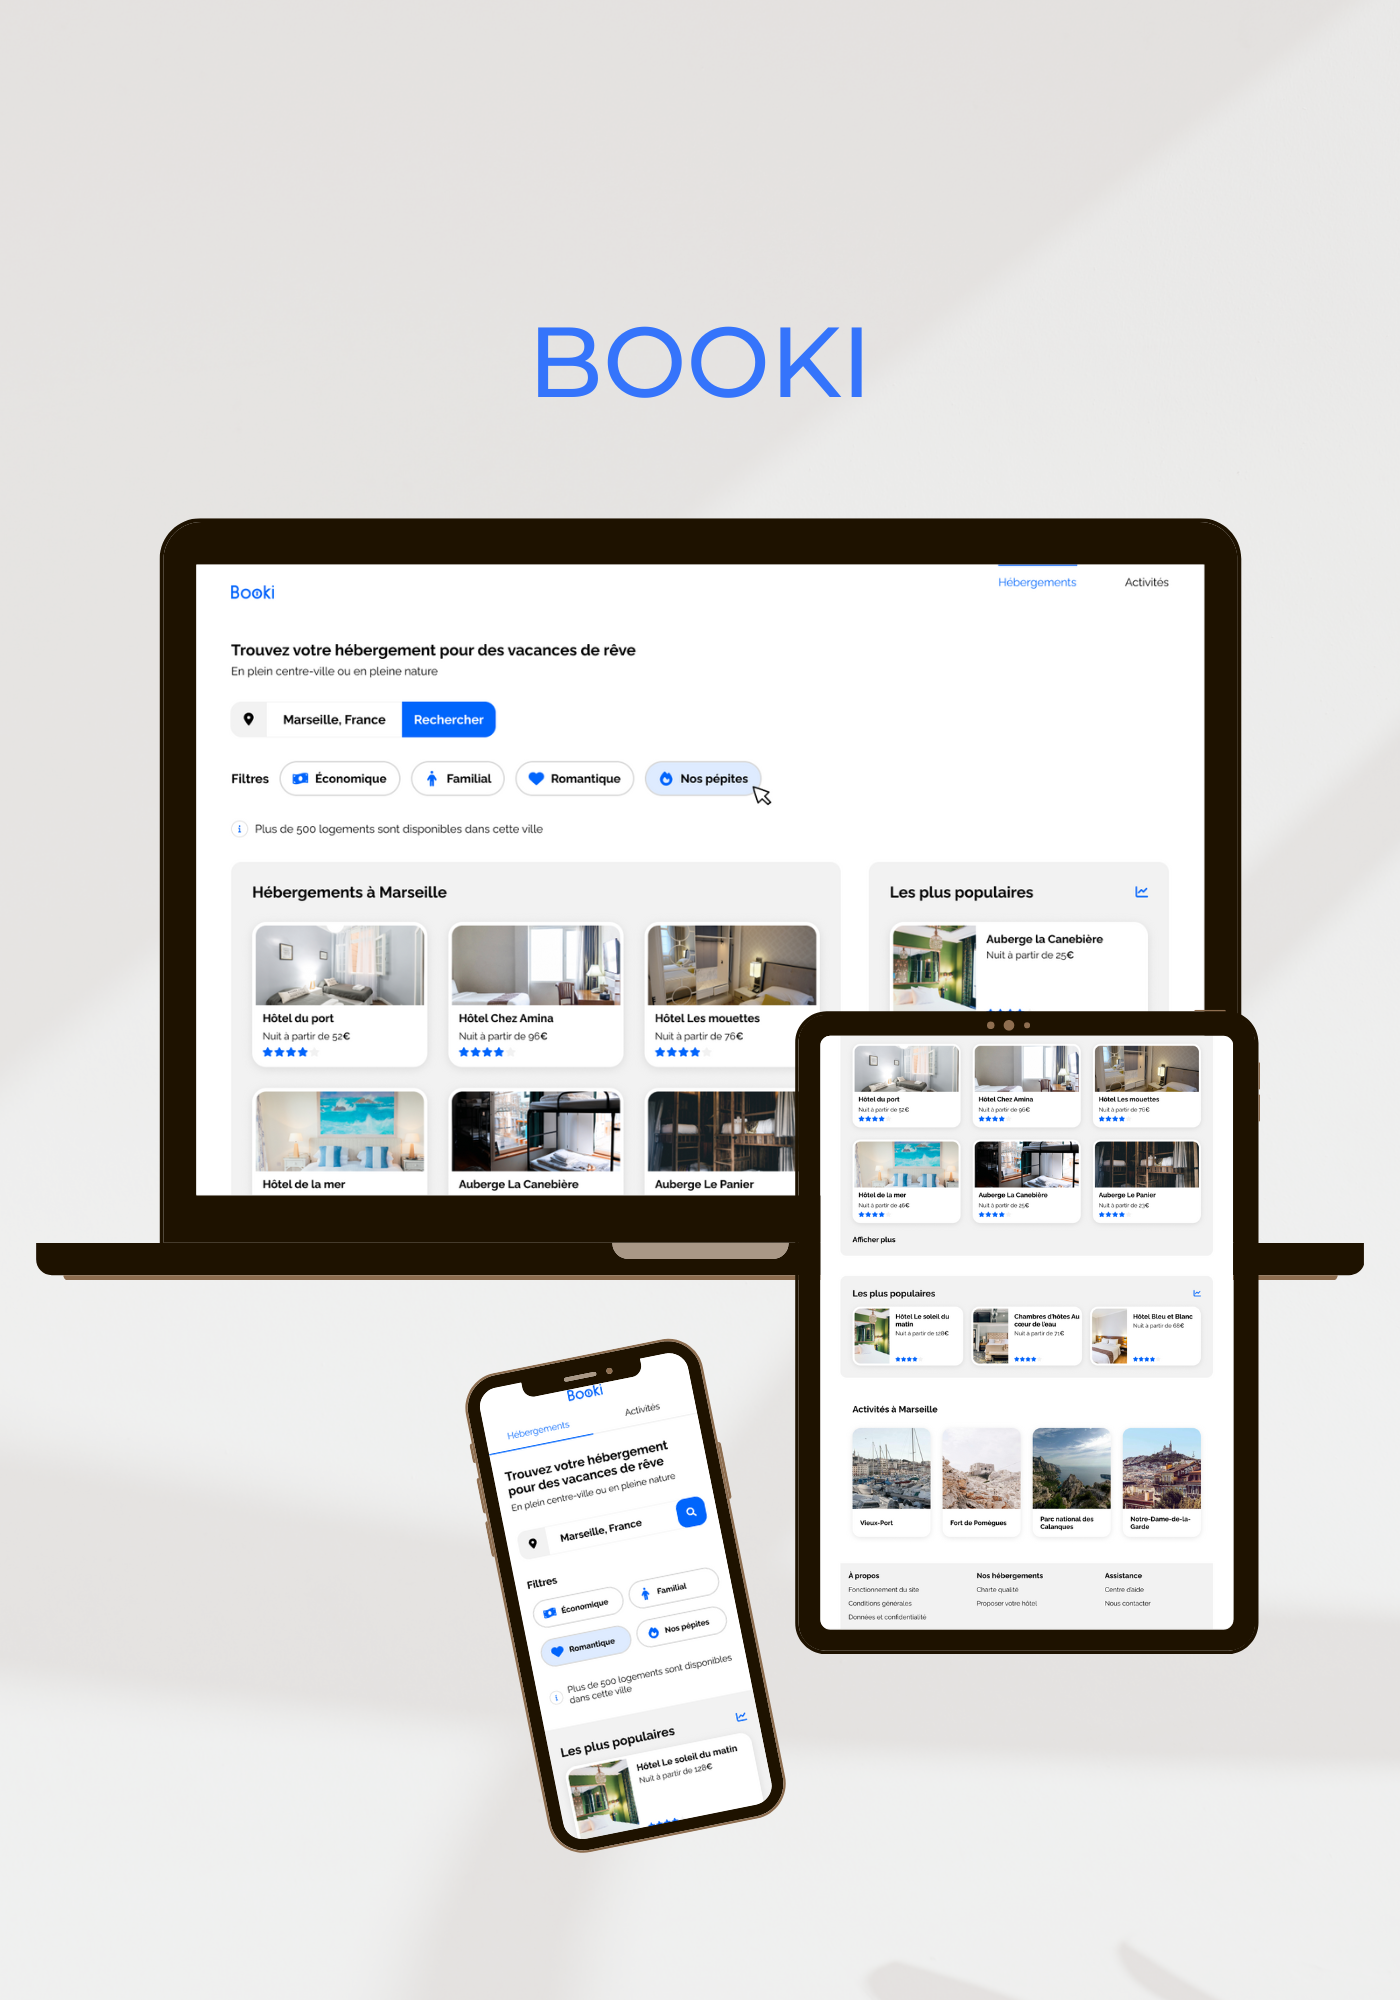 BOOKI
Booki
Hébergements
Activités
Trouvez votre hébergement pour des vacances de rêve
En plein centre-ville ou en pleine nature
Marseille, France
Rechercher
Filtres
Économique
Familial
Romantique
Nos pépites
Plus de 500 logements sont disponibles dans cette ville
Hébergements à Marseille
Hôtel du port
Nuit à partir de 52€
Hôtel Chez Amina
Nuit à partir de 96€
Hôtel Les mouettes
Nuit à partir de 76€
Hôtel de la mer
Auberge La Canebière
Auberge Le Panier
Les plus populaires
Auberge la Canebière
Nuit à partir de 25€
Hôtel du port
Nuit à partir de 52€
Hôtel Chez Amina
Nuit à partir de 96€
Hôtel Les mouettes
Nuit à partir de 76€
Hôtel de la mer
Nuit à partir de 46€
Auberge La Canebière
Nuit à partir de 25€
Auberge Le Panier
Nuit à partir de 23€
Afficher plus
Les plus populaires
Hôtel Le soleil du
matin
Nuit à partir de 128€
Chambres d'hôtes Au
cœur de l'eau
Nuit à partir de 71€
Hôtel Bleu et Blanc
Nuit à partir de 68€
Activités à Marseille
Vieux-Port
Fort de Pomègues
Parc national des
Calanques
Notre-Dame-de-la-
Garde
À propos
Fonctionnement du site
Conditions générales
Données et confidentialité
Nos hébergements
Charte qualité
Proposer votre hôtel
Assistance
Centre d'aide
Nous contacter
Booki
Hébergements
Activités
Trouvez votre hébergement
pour des vacances de rêve
En plein centre-ville ou en pleine nature
Marseille, France
Filtres
Économique
Familial
Romantique
Nos pépites
Plus de 500 logements sont disponibles
dans cette ville
Les plus populaires
Hôtel Le soleil du matin
Nuit à partir de 128€